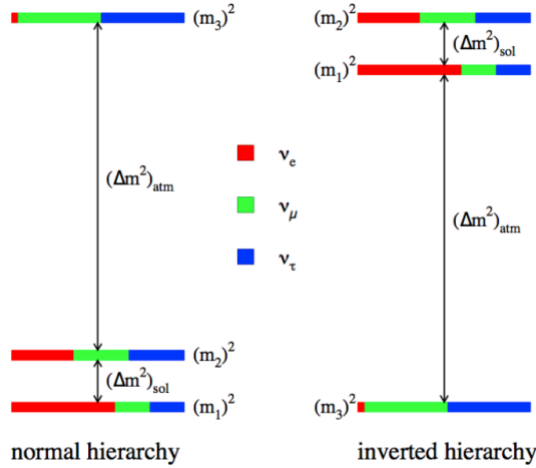 (m₃)²
(m₂)²
(Δm²)sol
(m₁)²
νe
(Δm²)atm
νμ
(Δm²)atm
ντ
(m₂)²
(Δm²)sol
(m₁)²
(m₃)²
normal hierarchy
inverted hierarchy